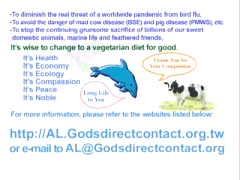 •To diminish the real threat of a worldwide pandemic from bird flu,
•To avoid the danger of mad cow disease (BSE) and pig disease (PMWS), etc.
•To stop the continuing gruesome sacrifice of billions of our sweet
domestic animals, marine life and feathered friends,
It's wise to change to a vegetarian diet for good.
It's Health
It's Economy
It's Ecology
It's Compassion
It's Peace
It's Noble
Thank You for
Your Compassion
Long Life
to You
For more information, please refer to the websites listed below:
http://AL.Godsdirectcontact.org.tw
or e-mail to AL@Godsdirectcontact.org